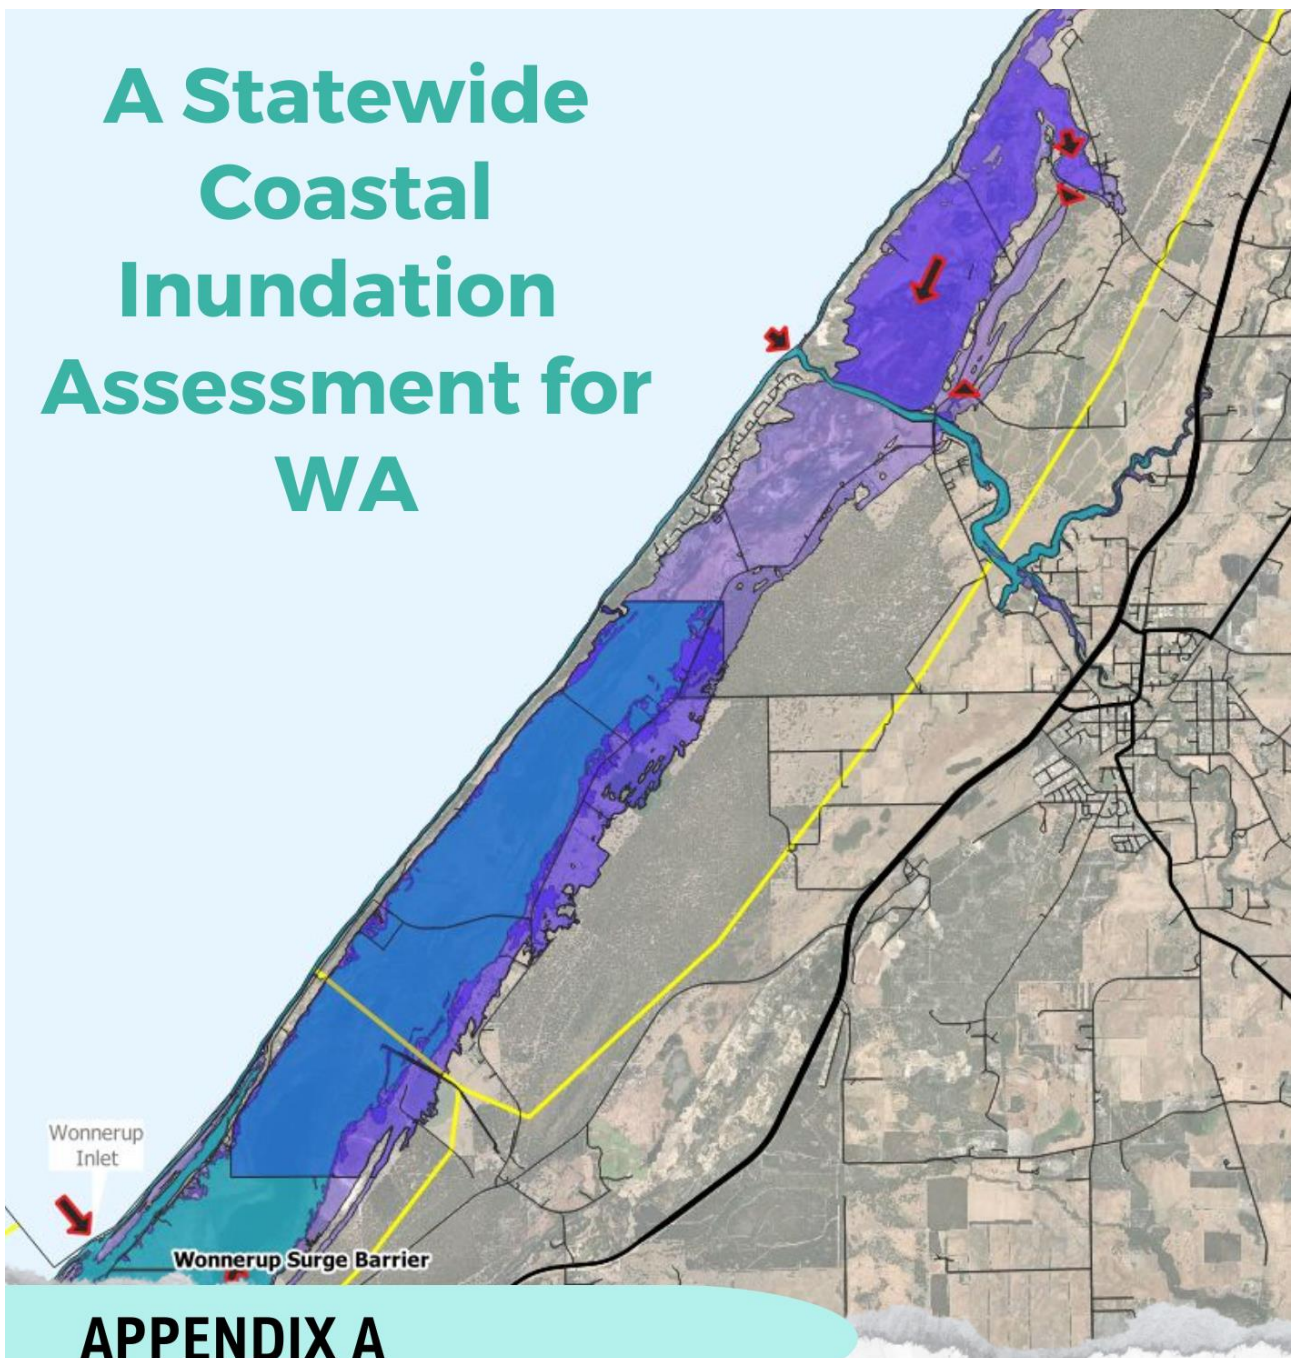 A Statewide
Coastal
Inundation
Assessment for
WA
Wonnerup
Inlet
Wonnerup Surge Barrier
APPENDIX A